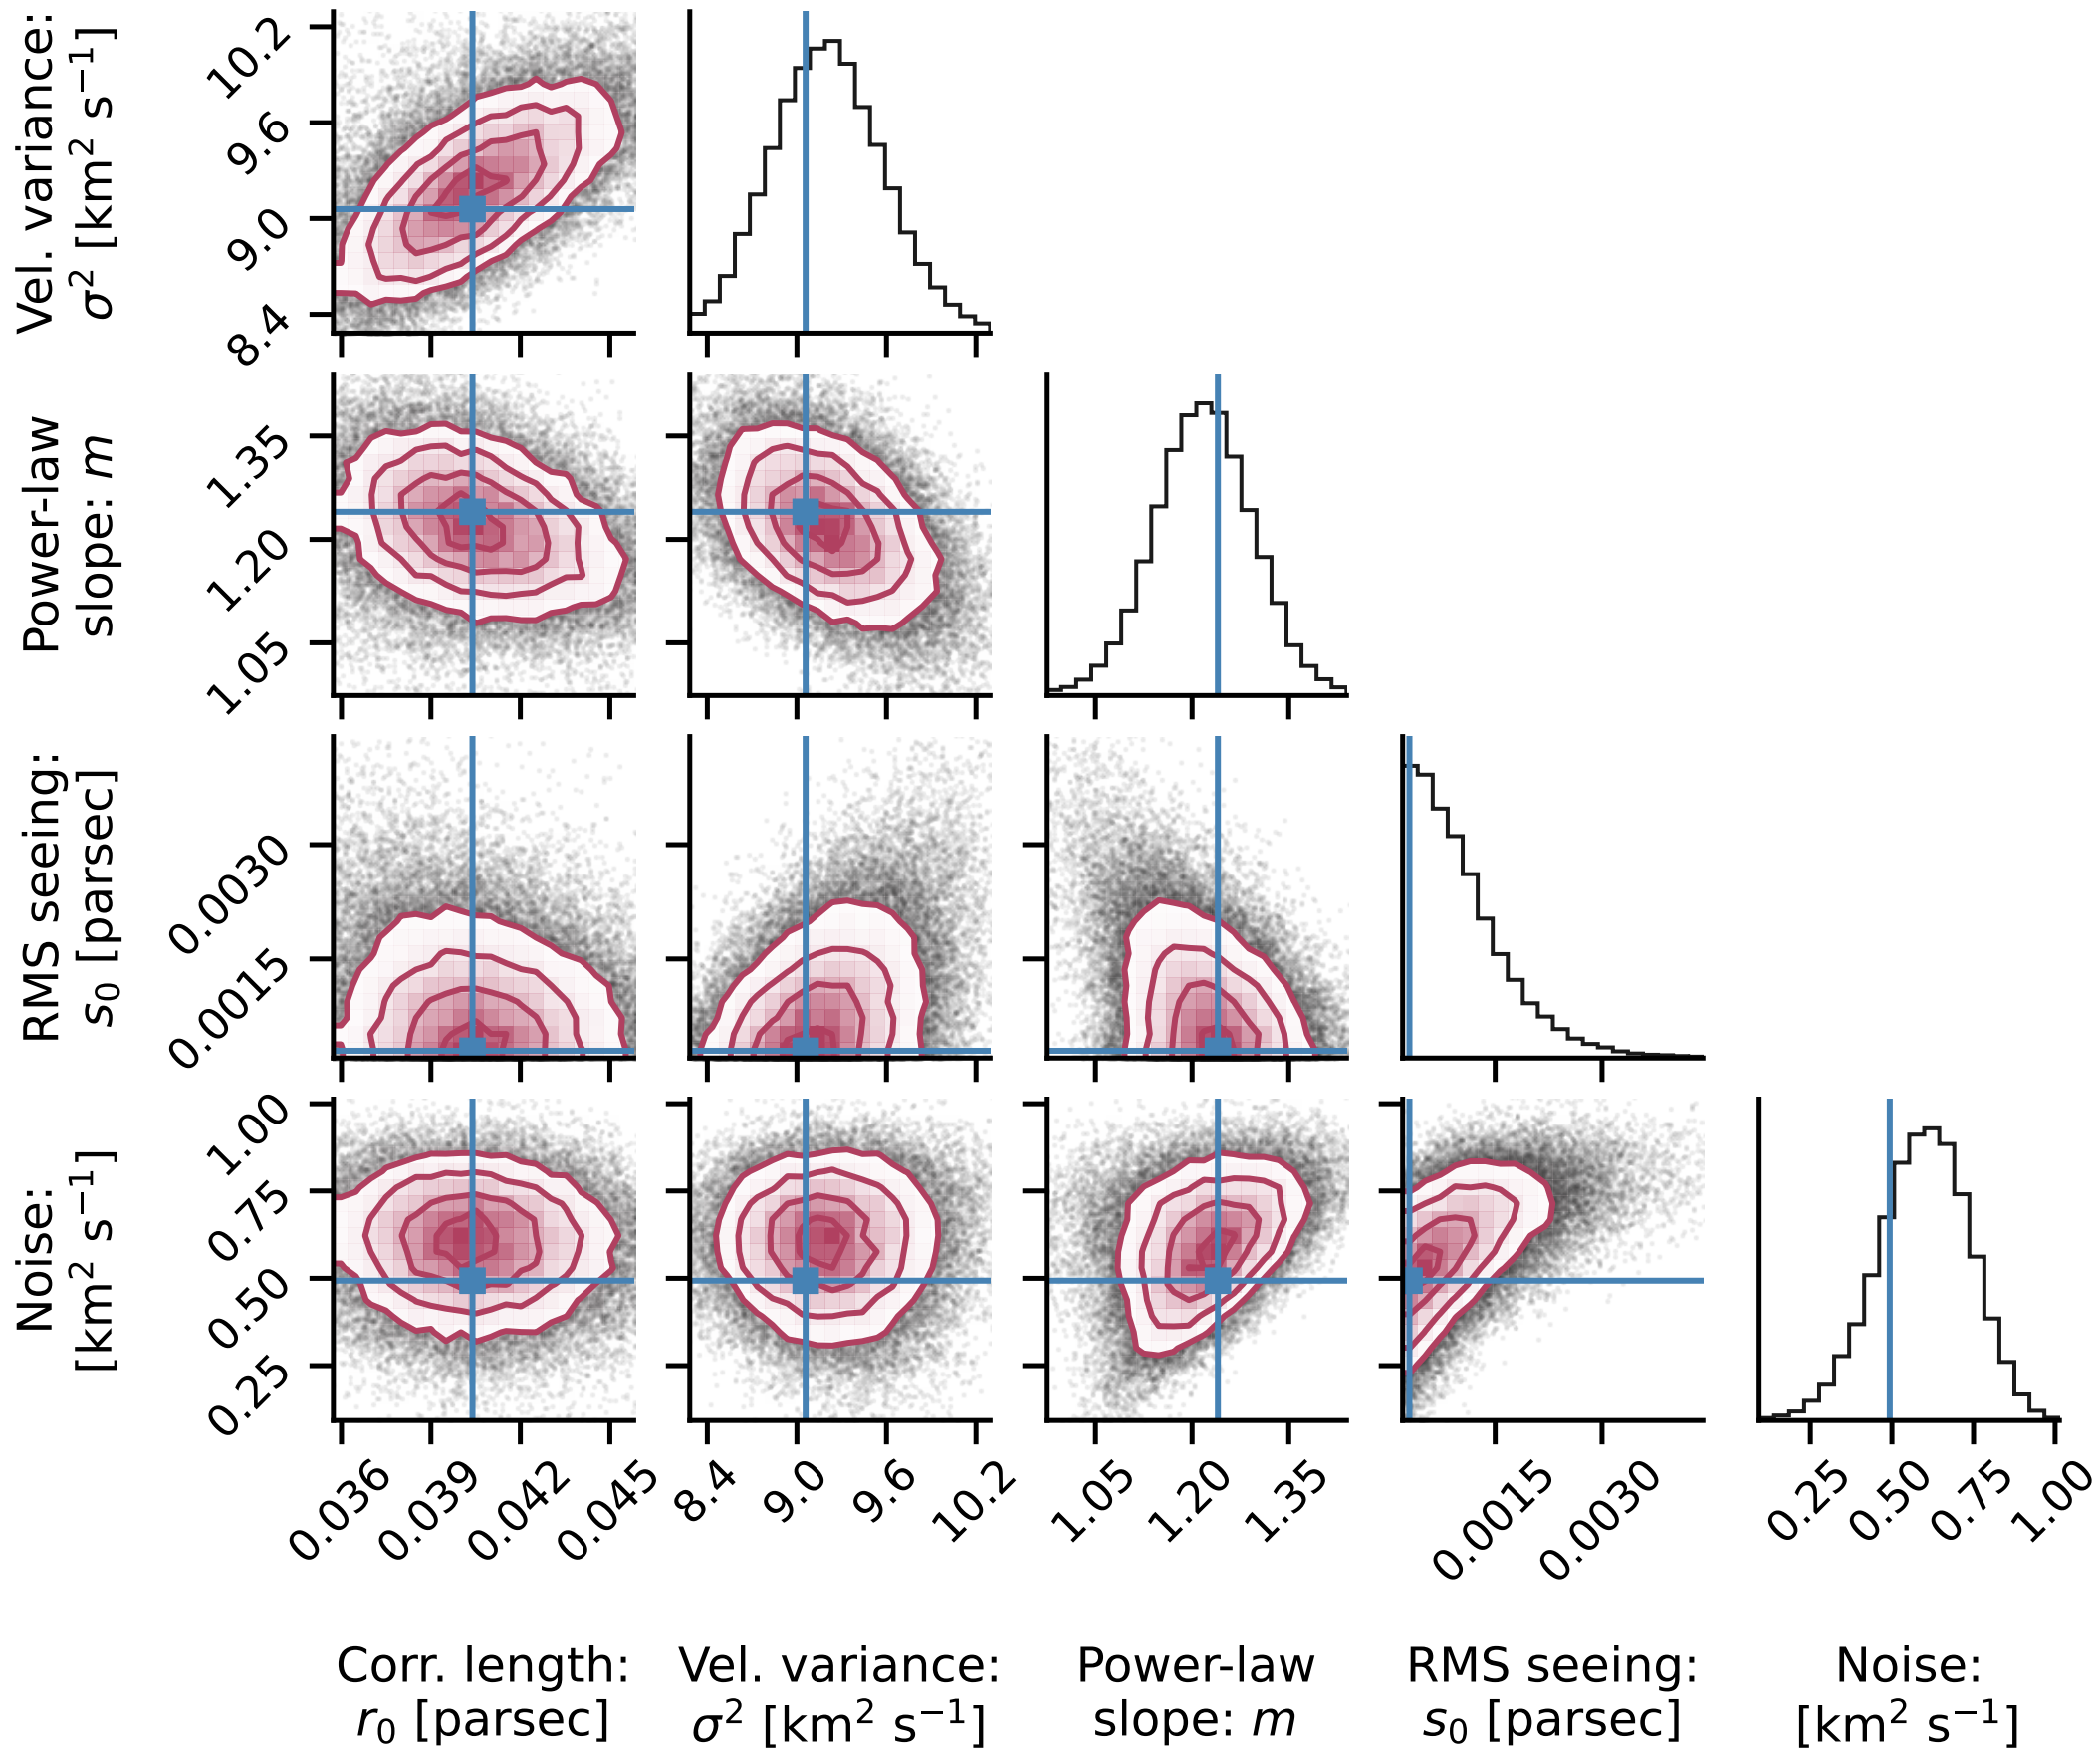 Vel. variance:
σ² [km² s⁻¹]
10.2
9.6
9.0
8.4
Power-law
slope: m
1.35
1.20
1.05
RMS seeing:
s₀ [parsec]
0.0030
0.0015
Noise:
[km² s⁻¹]
1.00
0.75
0.50
0.25
0.036 0.039 0.042 0.045 8.4 9.0 9.6 10.2 1.05 1.20 1.35 0.0015 0.0030 0.25 0.50 0.75 1.00
Corr. length:
r₀ [parsec]
Vel. variance:
σ² [km² s⁻¹]
Power-law
slope: m
RMS seeing:
s₀ [parsec]
Noise:
[km² s⁻¹]